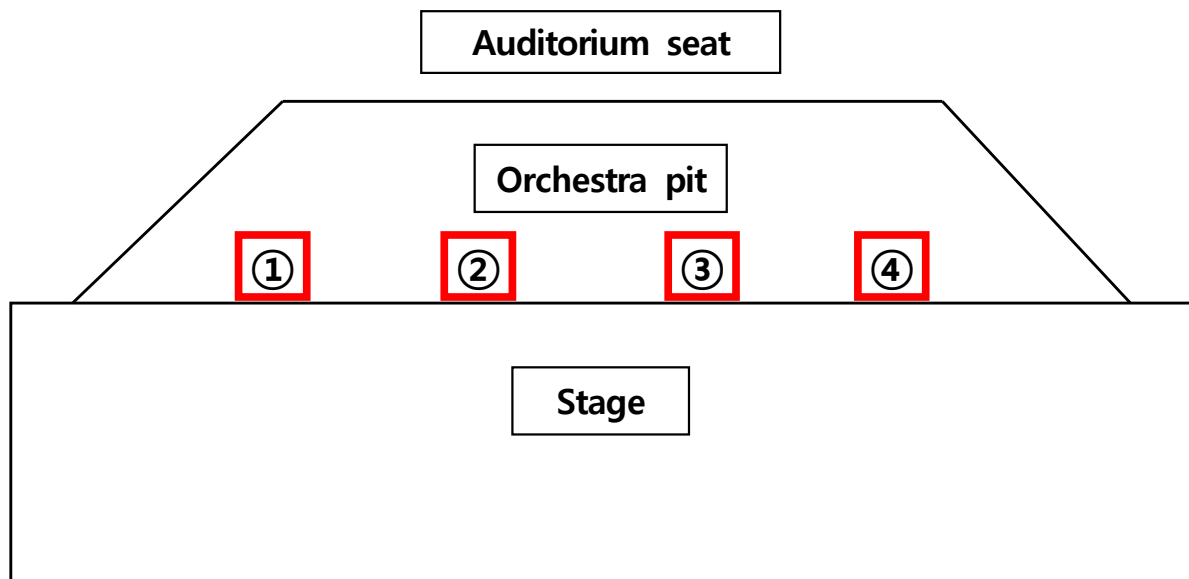 Auditorium seat
Orchestra pit
① ② ③ ④
Stage